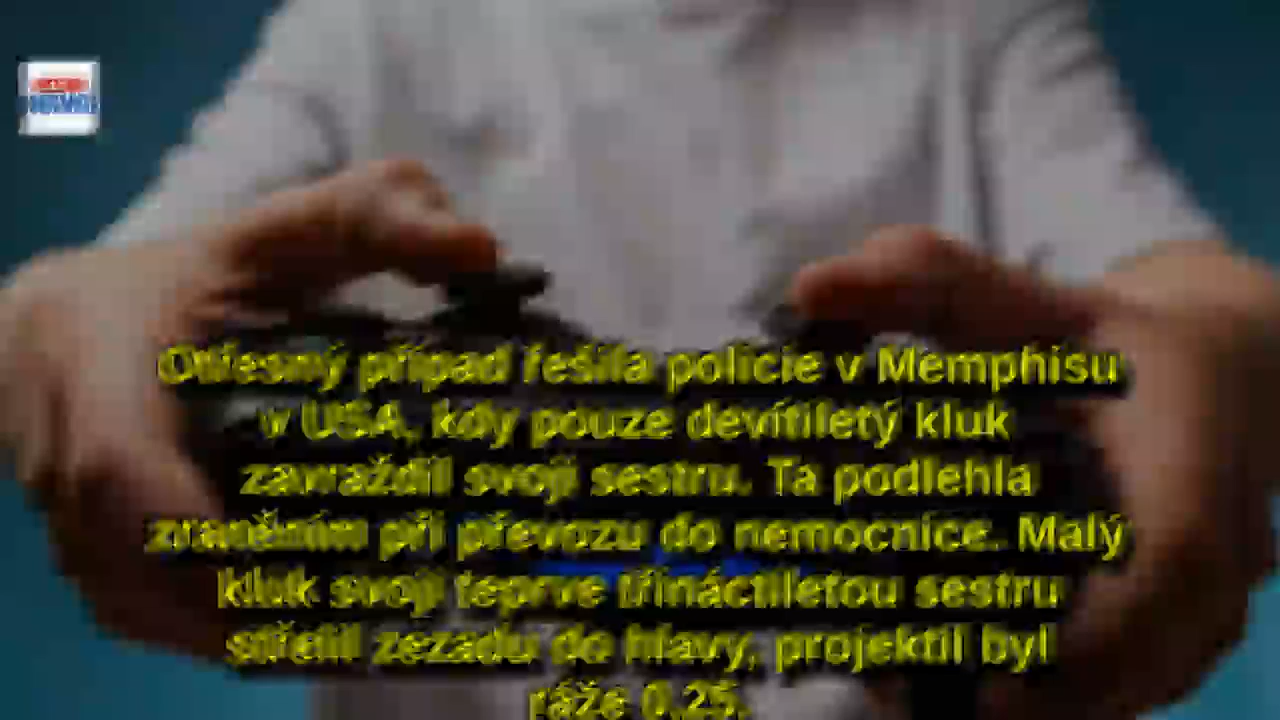 Otřesný případ řešila policie v Memphisu
v USA, kdy pouze devítiletý kluk
zavraždil svoji sestru. Ta podlehla
zraněním při převozu do nemocnice. Malý
kluk svoji teprve třináctiletou sestru
střelil zezadu do hlavy, projektil byl
ráže 0,25.